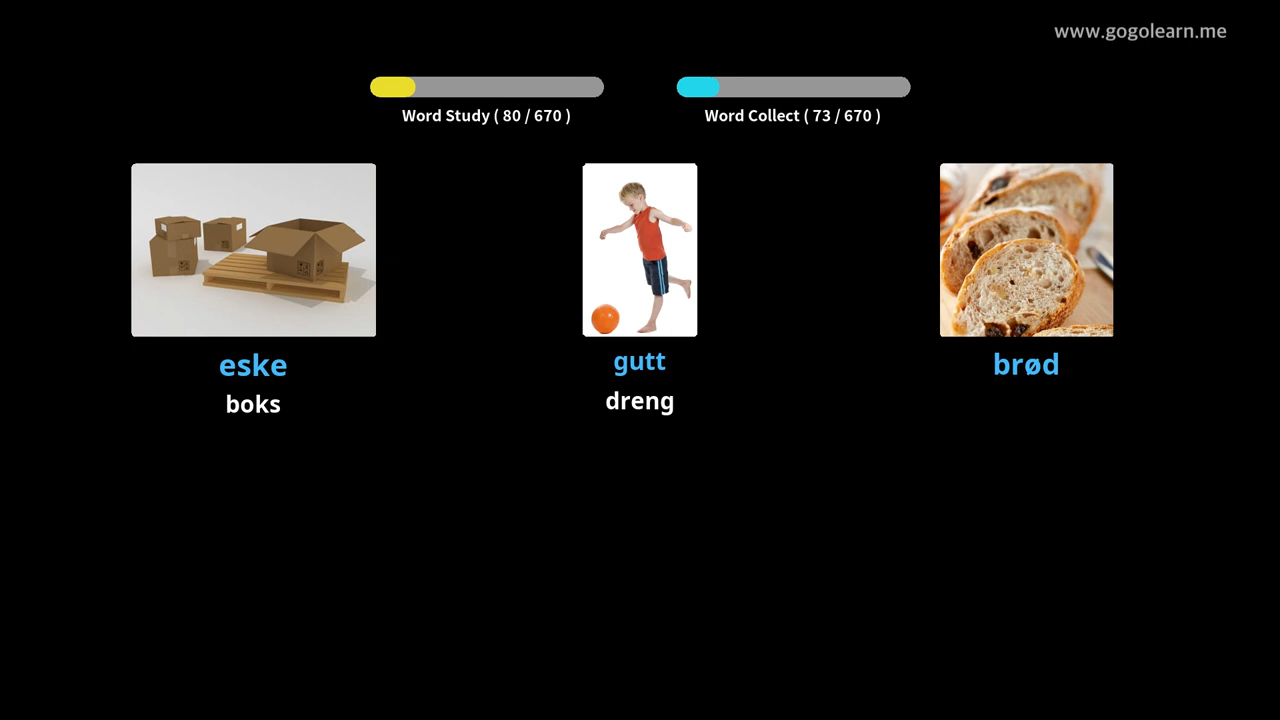 www.gogolearn.me
Word Study ( 80 / 670 )
Word Collect ( 73 / 670 )
eske
boks
gutt
dreng
brød